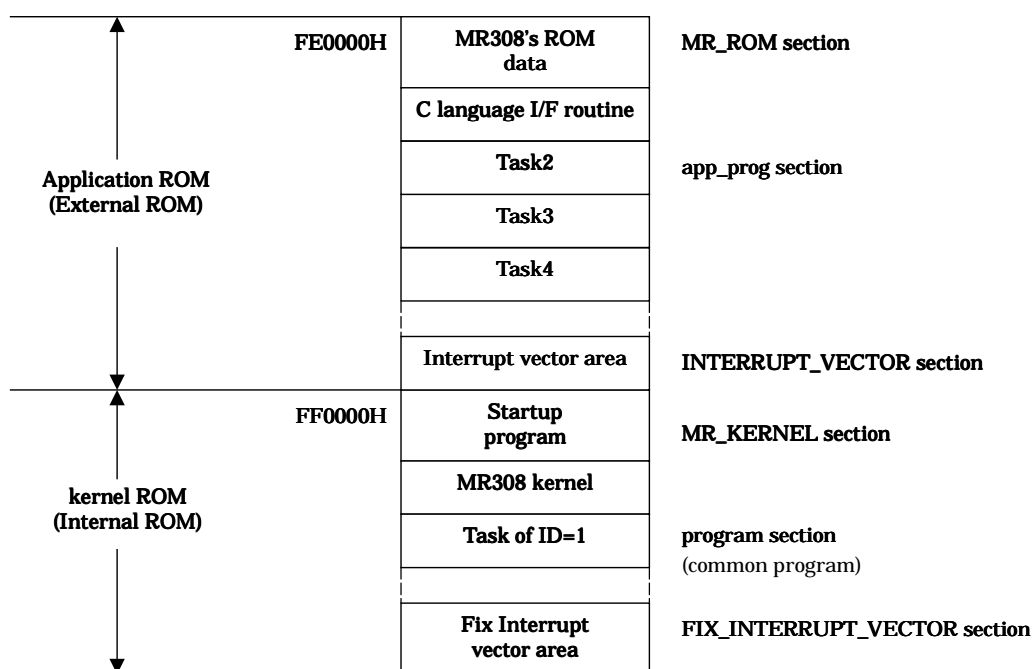 FE0000H
MR308's ROM
data
MR_ROM section
C language I/F routine
Task2
app_prog section
Application ROM
(External ROM)
Task3
Task4
Interrupt vector area
INTERRUPT_VECTOR section
FF0000H
Startup
program
MR_KERNEL section
MR308 kernel
kernel ROM
(Internal ROM)
Task of ID=1
program section
(common program)
Fix Interrupt
vector area
FIX_INTERRUPT_VECTOR section